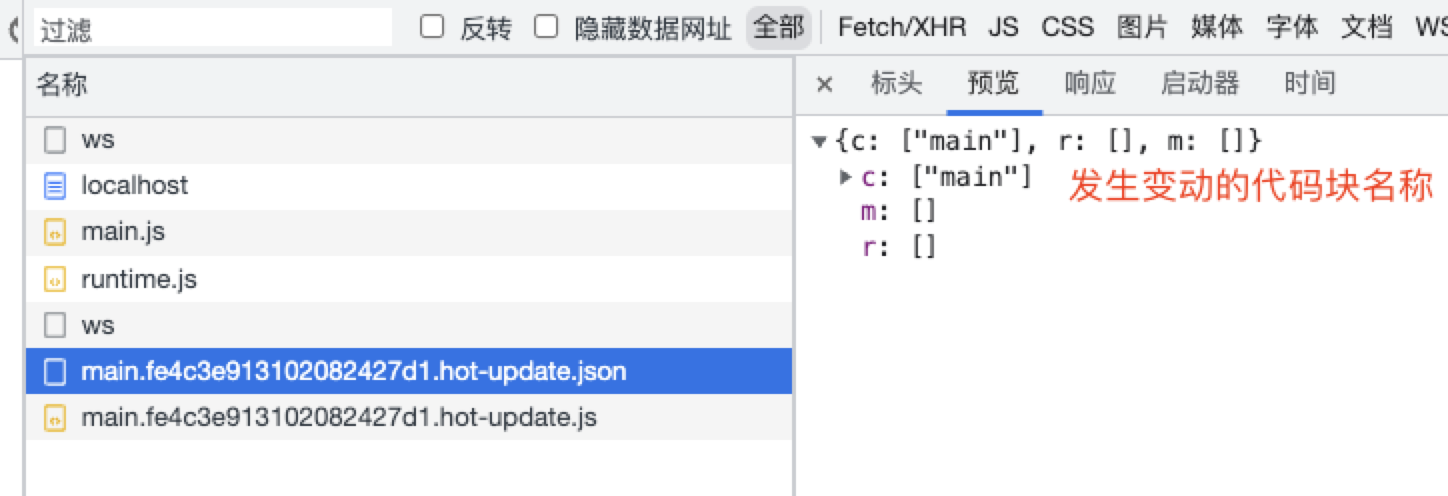 过滤 反转 隐藏数据网址 全部 Fetch/XHR JS CSS 图片 媒体 字体 文档 WS
名称
× 标头 预览 响应 启动器 时间
ws
localhost
main.js
runtime.js
ws
main.fe4c3e913102082427d1.hot-update.json
main.fe4c3e913102082427d1.hot-update.js
▼{c: ["main"], r: [], m: []}
▶c: ["main"] 发生变动的代码块名称
m: []
r: []